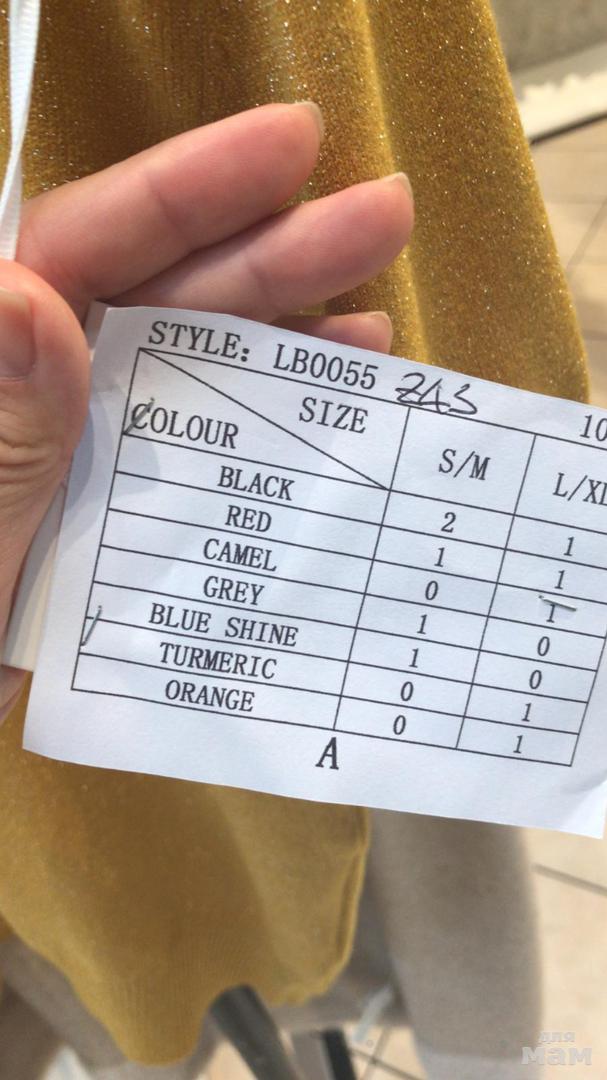 STYLE: LB0055 10
SIZE
COLOUR S/M L/XL
BLACK 2 1
RED 1 1
CAMEL 0 1
GREY 1 0
BLUE SHINE 1 0
TURMERIC 0 1
ORANGE 0 1
A
для
мам